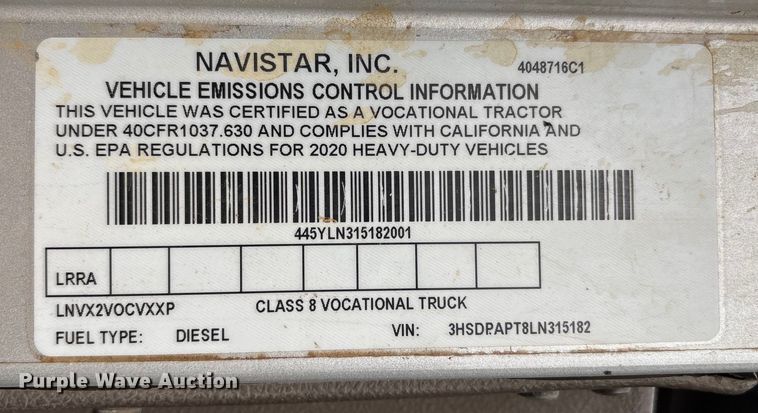 NAVISTAR, INC.
4048716C1
VEHICLE EMISSIONS CONTROL INFORMATION
THIS VEHICLE WAS CERTIFIED AS A VOCATIONAL TRACTOR
UNDER 40CFR1037.630 AND COMPLIES WITH CALIFORNIA AND
U.S. EPA REGULATIONS FOR 2020 HEAVY-DUTY VEHICLES
445YLN315182001
LRRA
LNVX2VOCVXXP CLASS 8 VOCATIONAL TRUCK
FUEL TYPE: DIESEL VIN: 3HSDPAPT8LN315182
Purple Wave Auction